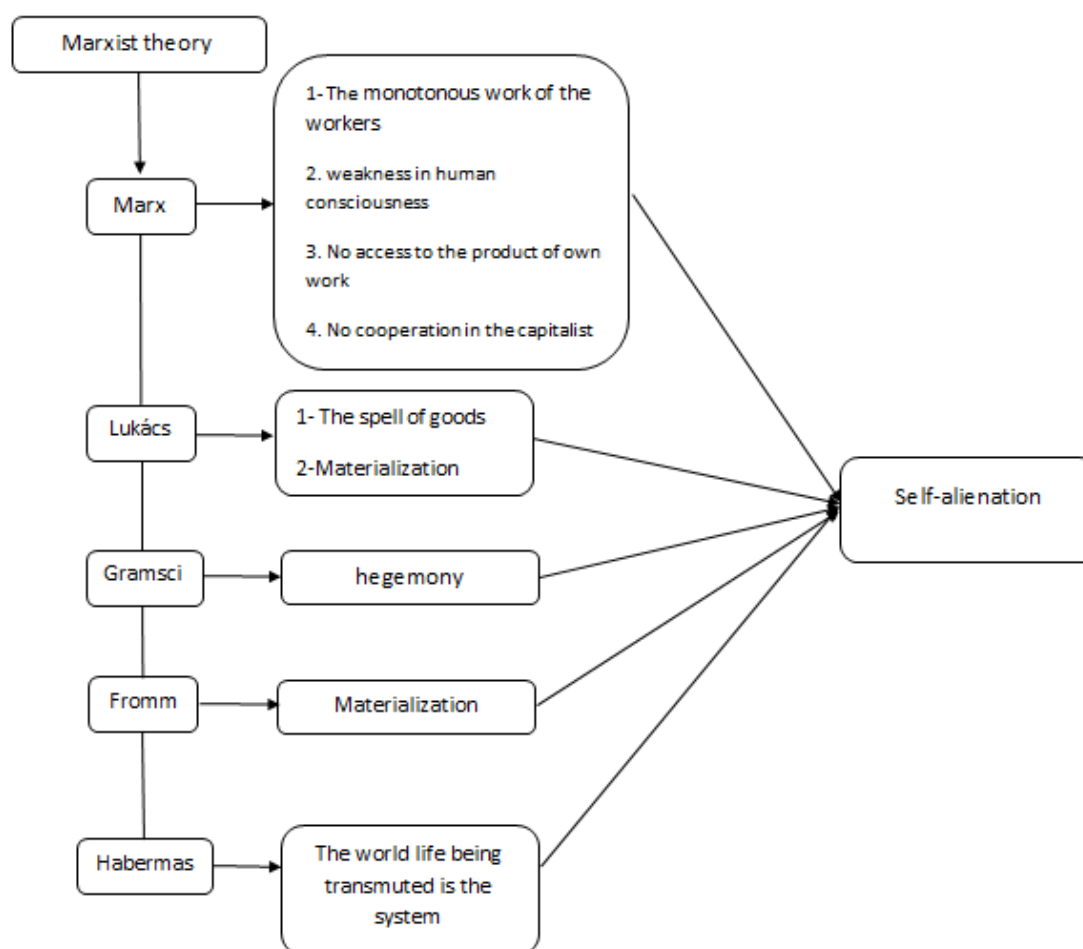 Marxist theory
1- The monotonous work of the
workers
2. weakness in human
consciousness
3. No access to the product of own
work
4. No cooperation in the capitalist
Marx
Lukács
1- The spell of goods
2-Materialization
Self-alienation
Gramsci
hegemony
Fromm
Materialization
Habermas
The world life being
transmuted is the
system